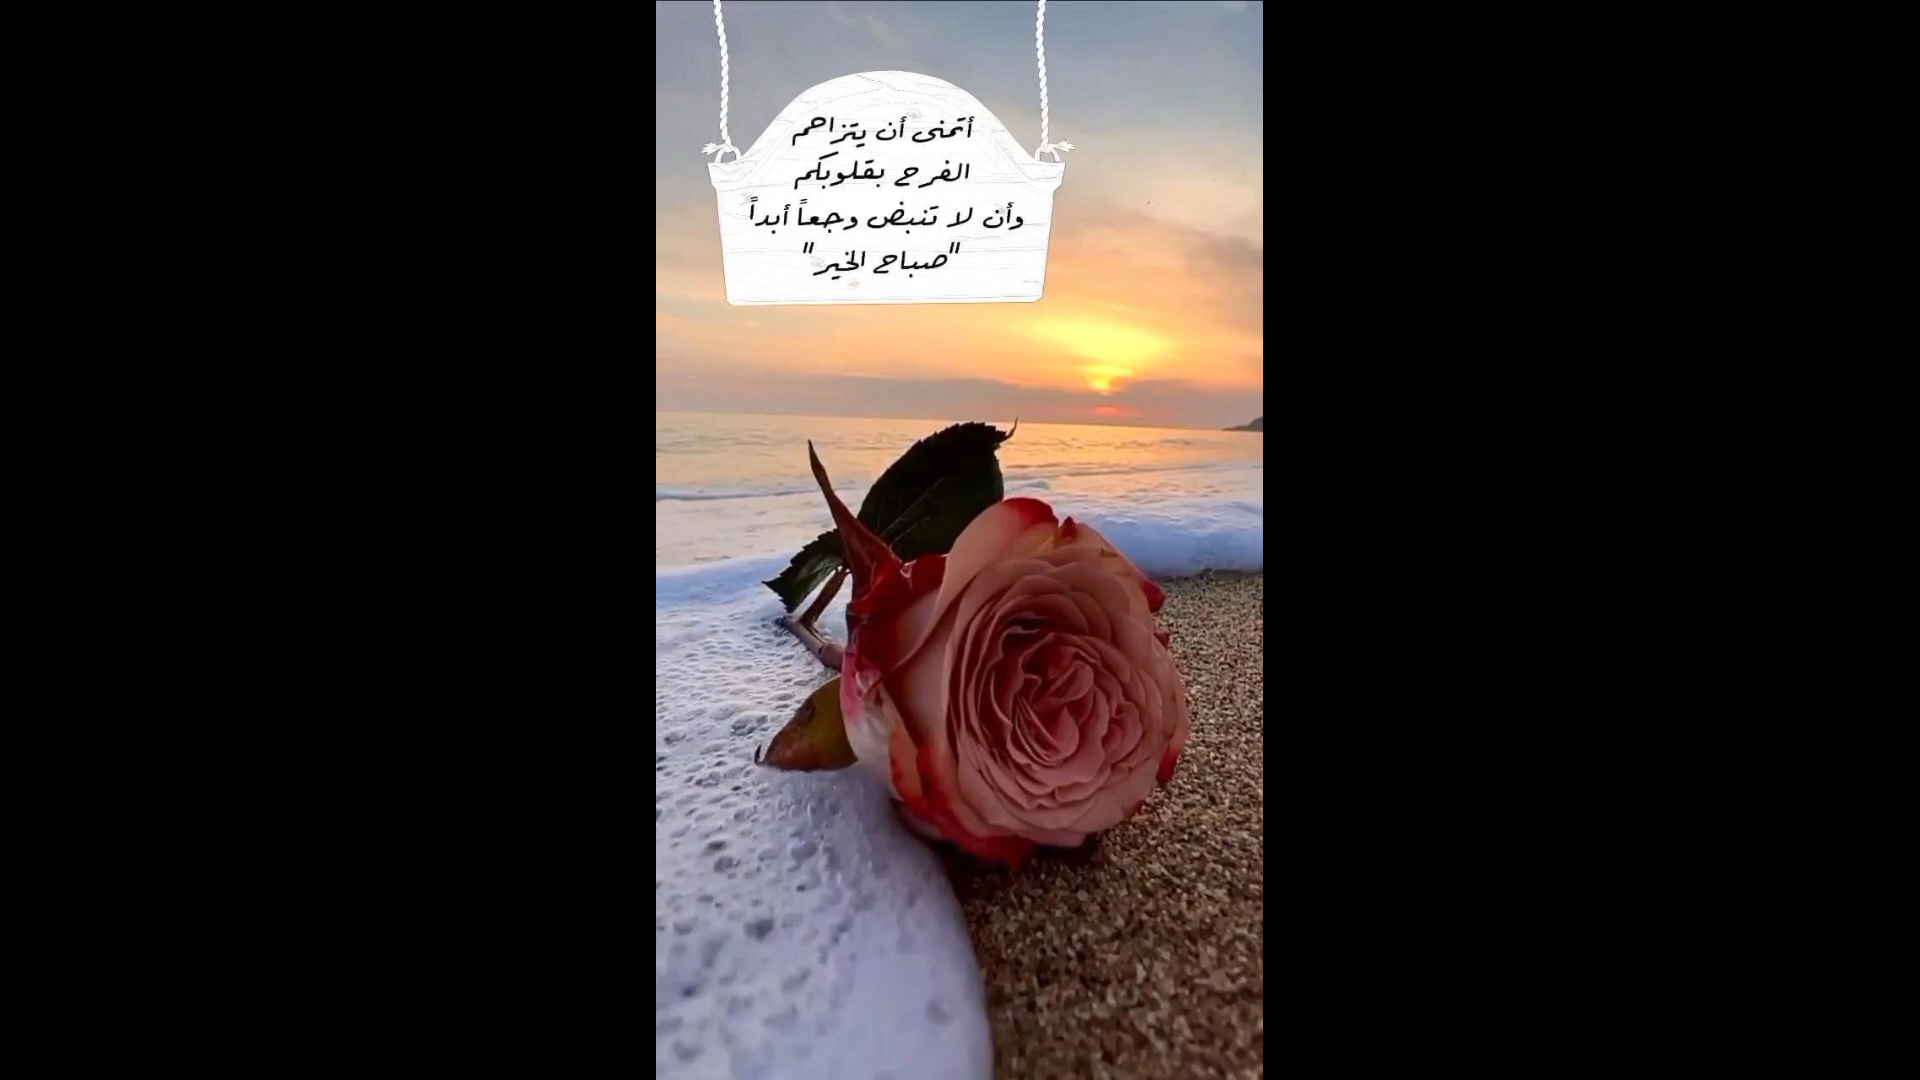 أتمنى أن يتزاحم
الفرح بقلوبكم
وأن لا تنبض وجعاً أبداً
"صباح الخير"